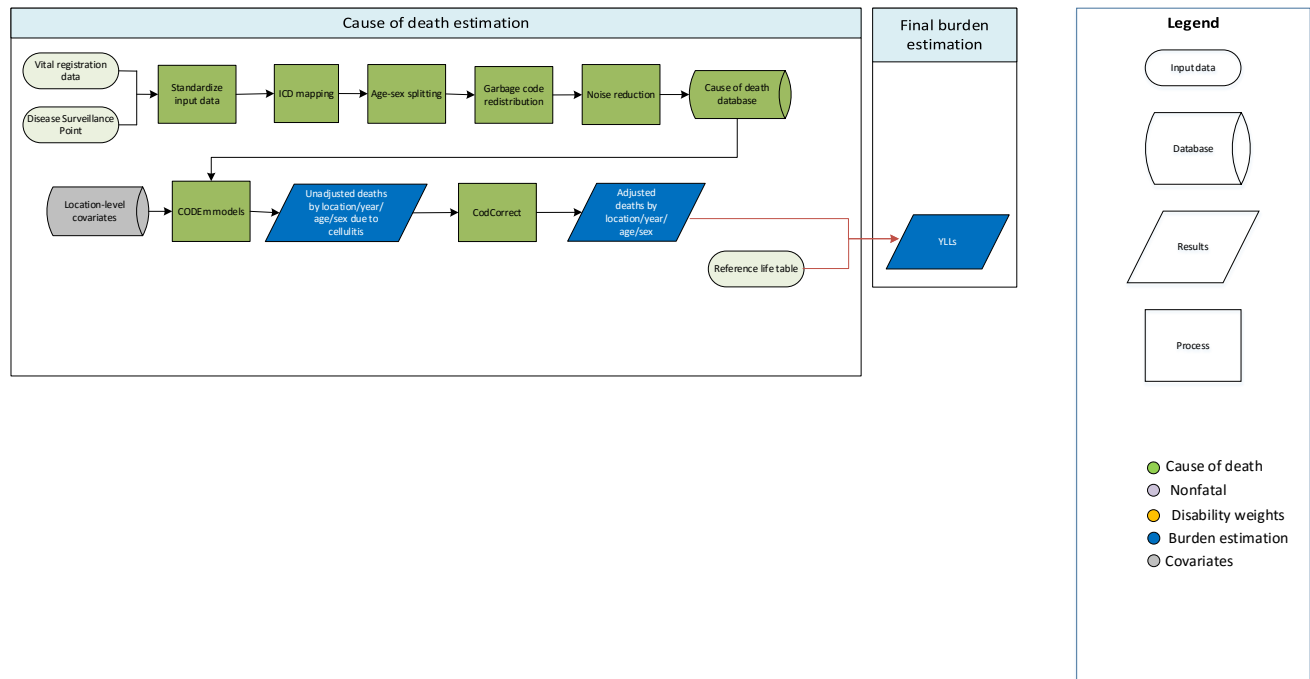 Cause of death estimation
Final burden
estimation
Legend
Vital registration
data
Disease Surveillance
Point
Standardize
input data
ICD mapping
Age-sex splitting
Garbage code
redistribution
Noise reduction
Cause of death
database
Location-level
covariates
CODEm models
Unadjusted deaths
by location/year/
age/sex due to
cellulitis
CodCorrect
Adjusted
deaths by
location/year/
age/sex
Reference life table
YLLs
Input data
Database
Results
Process
Cause of death
Nonfatal
Disability weights
Burden estimation
Covariates